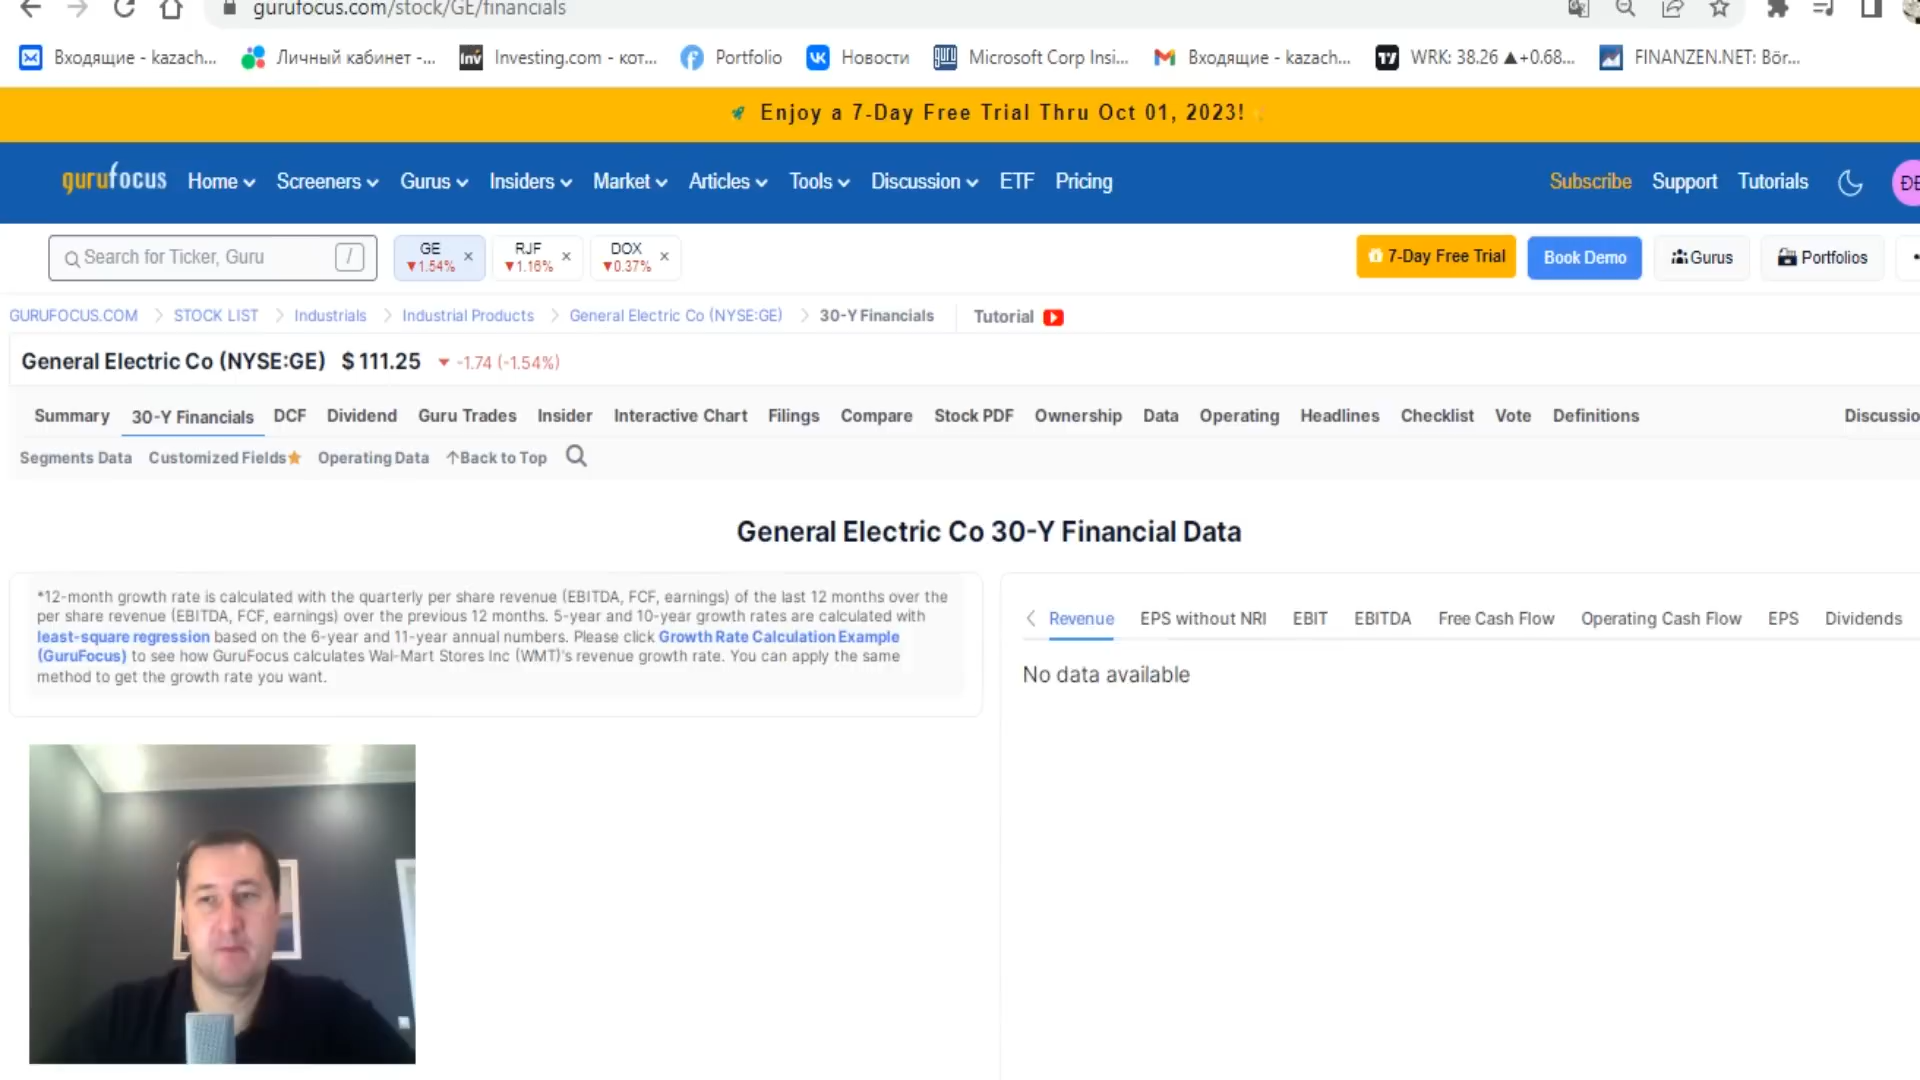 gurufocus.com/stock/GE/financials
Входящие - kazach... Личный кабинет -... Inv Investing.com - кот... Portfolio Новости guru Microsoft Corp Insi... Входящие - kazach... WRK: 38.26 ▲+0.68... FINANZEN.NET: Bör...
Enjoy a 7-Day Free Trial Thru Oct 01, 2023!
gurufocus Home Screeners Gurus Insiders Market Articles Tools Discussion ETF Pricing Subscribe Support Tutorials
Search for Ticker, Guru / GE ▼1.54% × RJF ▼1.16% × DOX ▼0.37% × 7-Day Free Trial Book Demo Gurus Portfolios
GURUFOCUS.COM STOCK LIST Industrials Industrial Products General Electric Co (NYSE:GE) 30-Y Financials Tutorial
General Electric Co (NYSE:GE) $ 111.25 ▼ -1.74 (-1.54%)
Summary 30-Y Financials DCF Dividend Guru Trades Insider Interactive Chart Filings Compare Stock PDF Ownership Data Operating Headlines Checklist Vote Definitions Discussio
Segments Data Customized Fields Operating Data ↑Back to Top
General Electric Co 30-Y Financial Data
*12-month growth rate is calculated with the quarterly per share revenue (EBITDA, FCF, earnings) of the last 12 months over the
per share revenue (EBITDA, FCF, earnings) over the previous 12 months. 5-year and 10-year growth rates are calculated with
least-square regression based on the 6-year and 11-year annual numbers. Please click Growth Rate Calculation Example
(GuruFocus) to see how GuruFocus calculates Wal-Mart Stores Inc (WMT)'s revenue growth rate. You can apply the same
method to get the growth rate you want.
Revenue EPS without NRI EBIT EBITDA Free Cash Flow Operating Cash Flow EPS Dividends
No data available